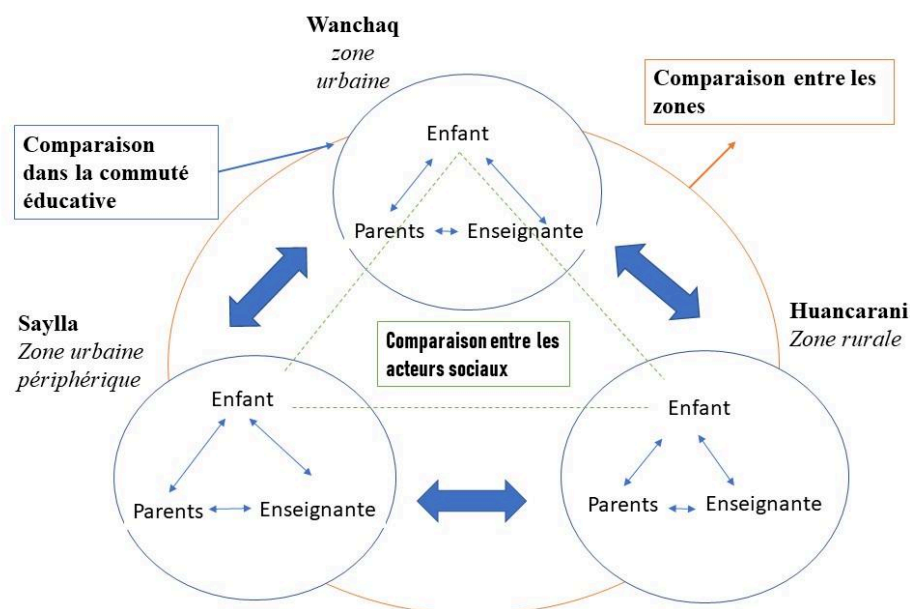 Wanchaq
zone
urbaine
Comparaison entre les
zones
Comparaison
dans la commuté
éducative
Enfant
Parents
Enseignante
Saylla
Zone urbaine
périphérique
Comparaison entre les
acteurs sociaux
Huancarani
Zone rurale
Enfant
Parents
Enseignante
Enfant
Parents
Enseignante